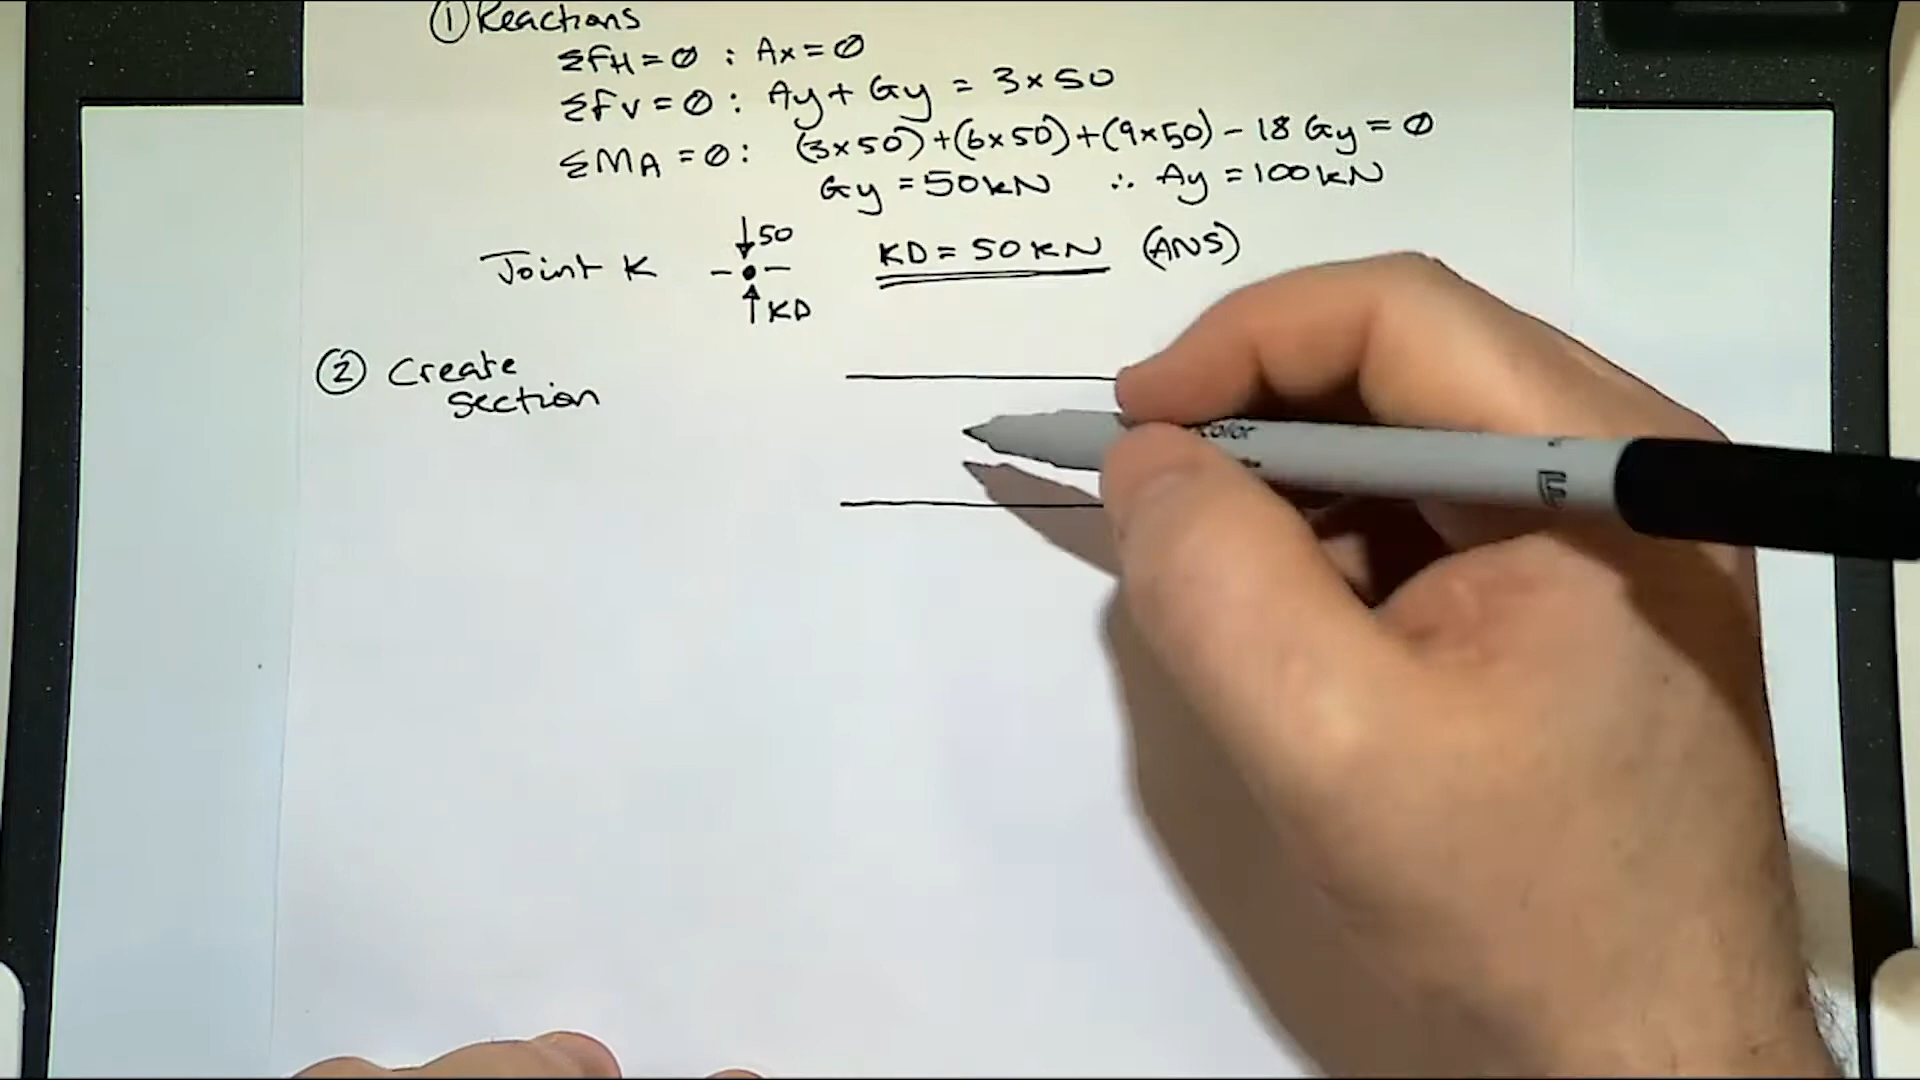 ① Reactions
ΣFH = 0 : Ax = 0
ΣFV = 0 : Ay + Gy = 3 × 50
ΣMA = 0 : (3×50) + (6×50) + (9×50) - 18 Gy = 0
Gy = 50kN ∴ Ay = 100kN
Joint K ↓50 KD = 50kN (ANS)
↑KD
② Create
Section
color